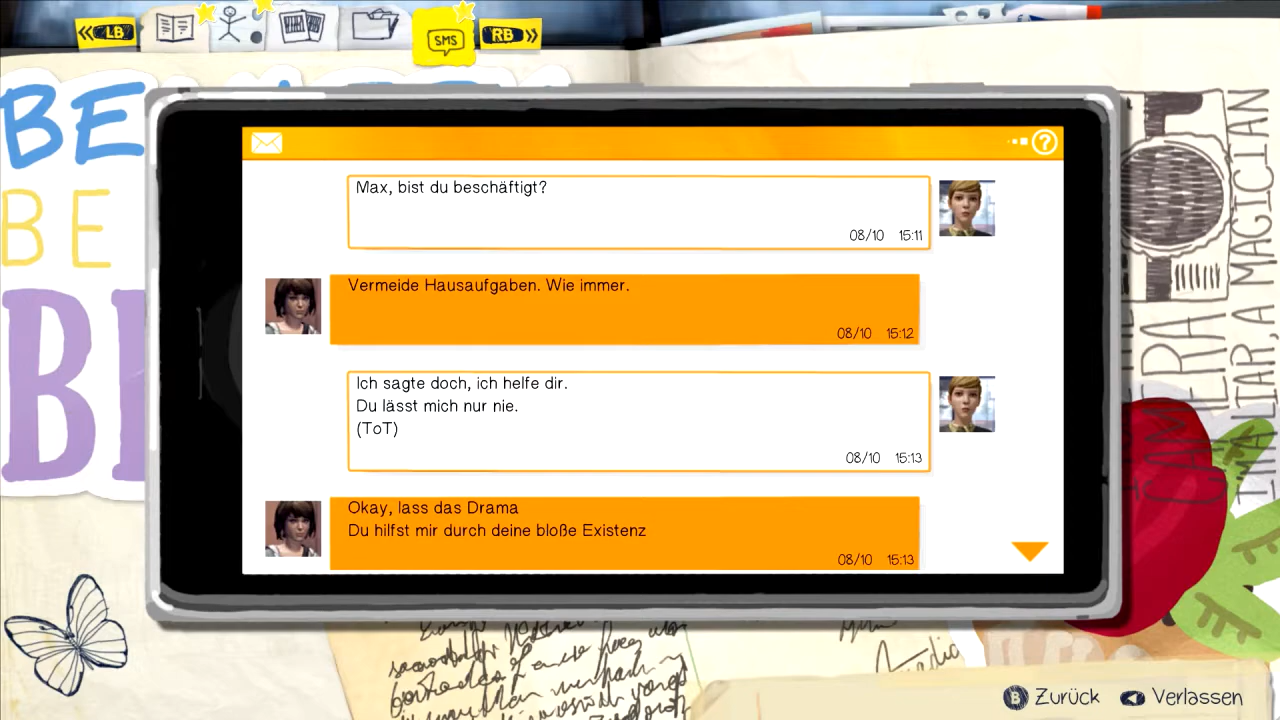 LB
SMS
RB
BE
BE
Max, bist du beschäftigt?
08/10 15:11
Vermeide Hausaufgaben. Wie immer.
08/10 15:12
Ich sagte doch, ich helfe dir.
Du lässt mich nur nie.
(ToT)
08/10 15:13
Okay, lass das Drama
Du hilfst mir durch deine bloße Existenz
08/10 15:13
?
CAMERA
I'M A LIAR, A MAGICIAN
B Zurück
Verlassen